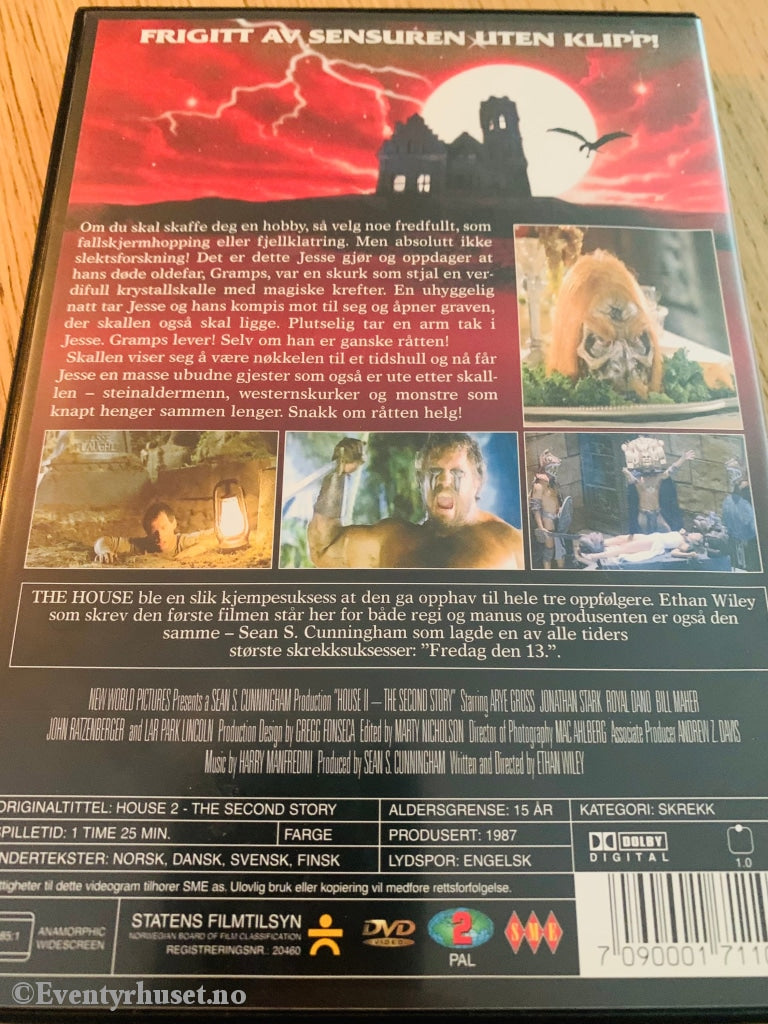 FRIGITT AV SENSUREN UTEN KLIPP!
Om du skal skaffe deg en hobby, så velg noe fredfullt, som
fallskjermhopping eller fjellklatring. Men absolutt ikke
slektsforskning! Det er dette Jesse gjør og oppdager at
hans døde oldefar, Gramps, var en skurk som stjal en ver-
difull krystallskalle med magiske krefter. En uhyggelig
natt tar Jesse og hans kompis mot til seg og åpner graven,
der skallen også skal ligge. Plutselig tar en arm tak i
Jesse. Gramps lever! Selv om han er ganske råtten!
Skallen viser seg å være nøkkelen til et tidshull og nå får
Jesse en masse ubudne gjester som også er ute etter skall-
llen – steinaldermenn, westernskurker og monstre som
knapt henger sammen lenger. Snakk om råtten helg!
THE HOUSE ble en slik kjempesuksess at den ga opphav til hele tre oppfølgere. Ethan Wiley
som skrev den første filmen står her for både regi og manus og produsenten er også den
samme – Sean S. Cunningham som lagde en av alle tiders
største skrekksuksesser: ”Fredag den 13.”.
NEW WORLD PICTURES Presents a SEAN S. CUNNINGHAM Production "HOUSE II – THE SECOND STORY" Starring ARYE GROSS JONATHAN STARK ROYAL DANO BILL MAHER
JOHN RATZENBERGER and LAR PARK LINCOLN Production Design by GREGG FONSECA Edited by MARTY NICHOLSON Director of Photography MAC AHLBERG Associate Producer ANDREW Z. DAVIS
Music by HARRY MANFREDINI Produced by SEAN S. CUNNINGHAM Written and Directed by ETHAN WILEY
ORIGINALTITTEL: HOUSE 2 - THE SECOND STORY
ALDERSGRENSE: 15 ÅR
KATEGORI: SKREKK
SPILLETID: 1 TIME 25 MIN.
FARGE
PRODUSERT: 1987
NDERTEKSTER: NORSK, DANSK, SVENSK, FINSK
LYDSPOR: ENGELSK
DOLBY
DIGITAL
1.0
ttigheter til dette videogram tilhører SME as. Ulovlig bruk eller kopiering vil medføre rettsforfølgelse.
85:1
ANAMORPHIC
WIDESCREEN
STATENS FILMTILSYN
NORWEGIAN BOARD OF FILM CLASSIFICATION
REGISTRERINGSNR.: 20460
DVD
VIDEO
2
PAL
SME
7 090001 7110
©Eventyrhuset.no